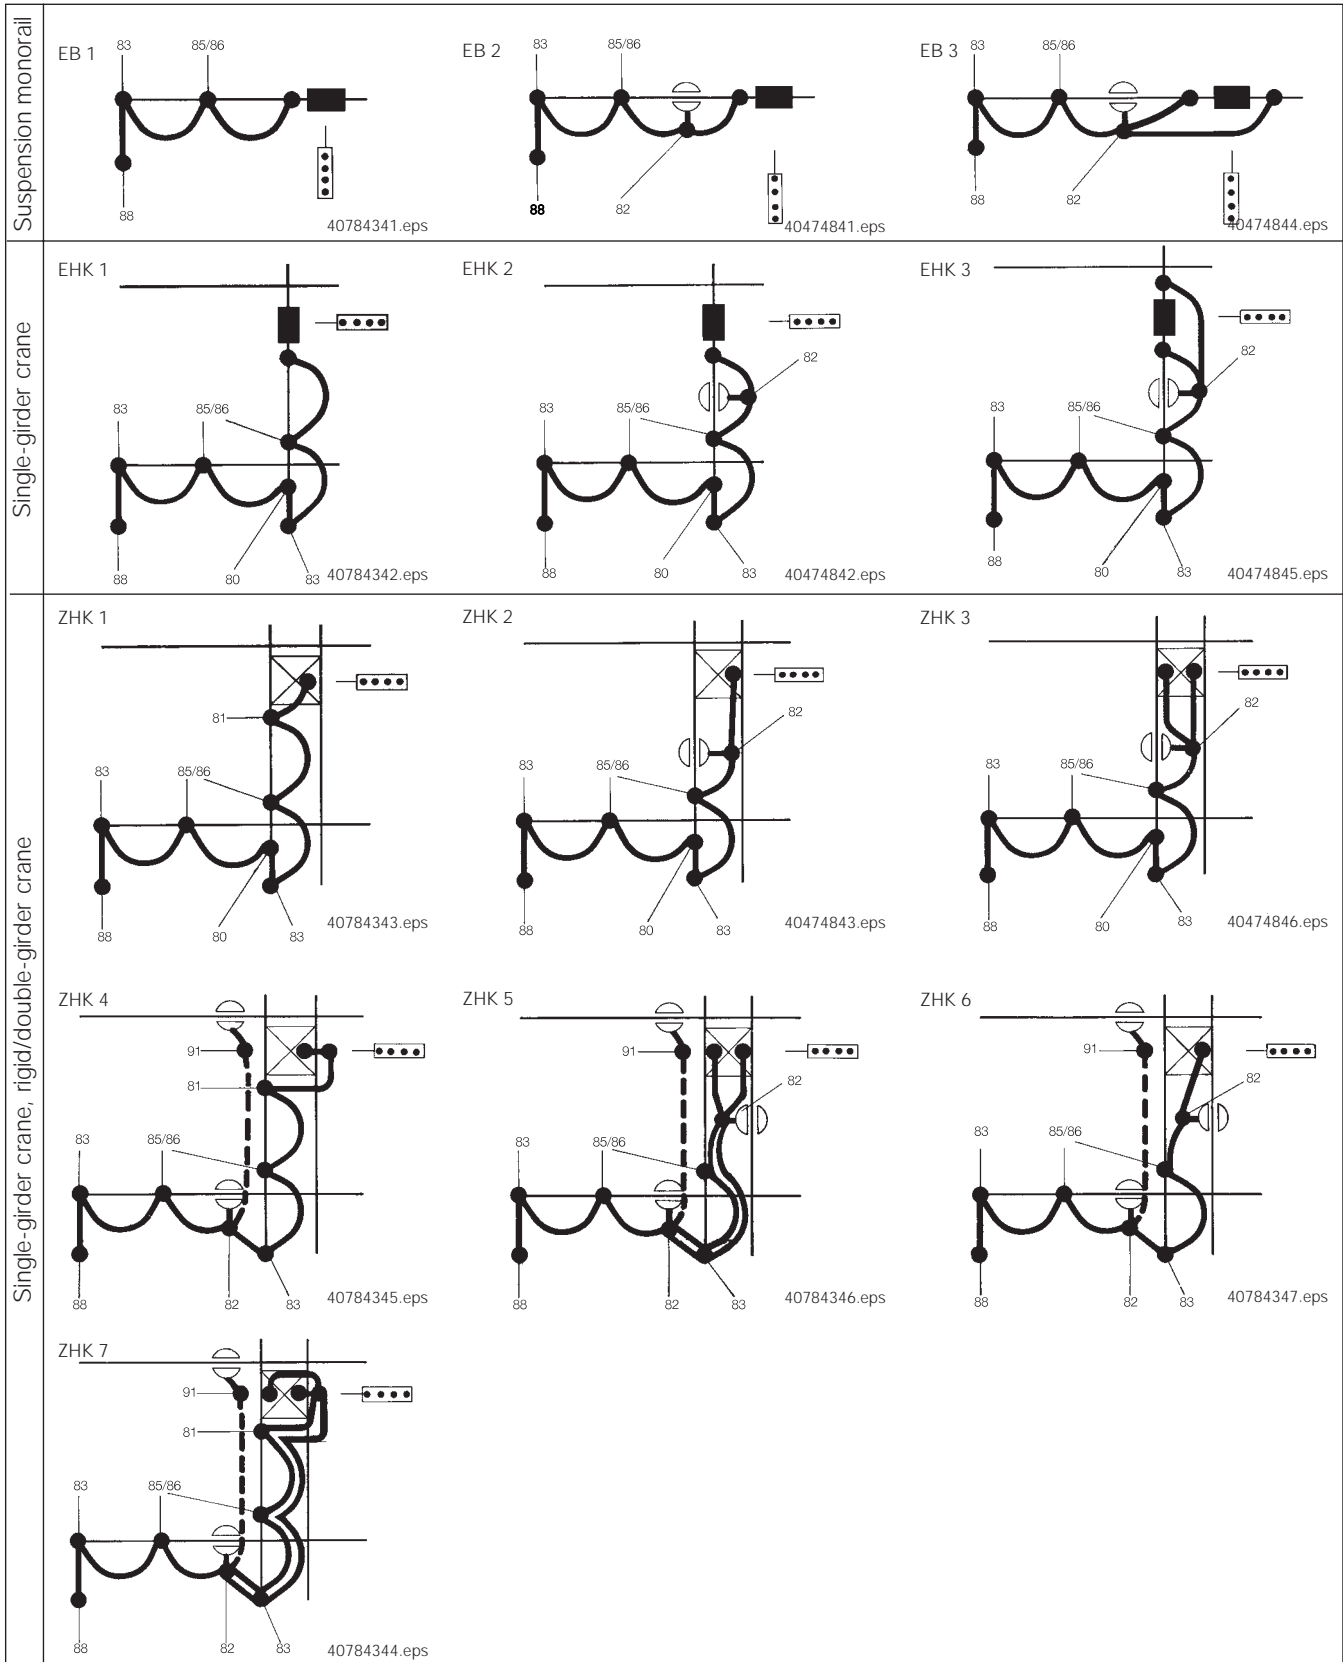 Suspension monorail
EB 1
83
85/86
88
40784341.eps
EB 2
83
85/86
88
82
40474841.eps
EB 3
83
85/86
88
82
40474844.eps
Single-girder crane
EHK 1
83
85/86
88
80
83
40784342.eps
EHK 2
82
83
85/86
88
80
83
40474842.eps
EHK 3
82
83
85/86
88
80
83
40474845.eps
Single-girder crane, rigid/double-girder crane
ZHK 1
81
83
85/86
88
80
83
40784343.eps
ZHK 2
82
83
85/86
88
80
83
40474843.eps
ZHK 3
82
83
85/86
88
80
83
40474846.eps
ZHK 4
91
81
83
85/86
88
82
83
40784345.eps
ZHK 5
91
82
83
85/86
88
82
83
40784346.eps
ZHK 6
91
82
83
85/86
88
82
83
40784347.eps
ZHK 7
91
81
83
85/86
88
82
83
40784344.eps